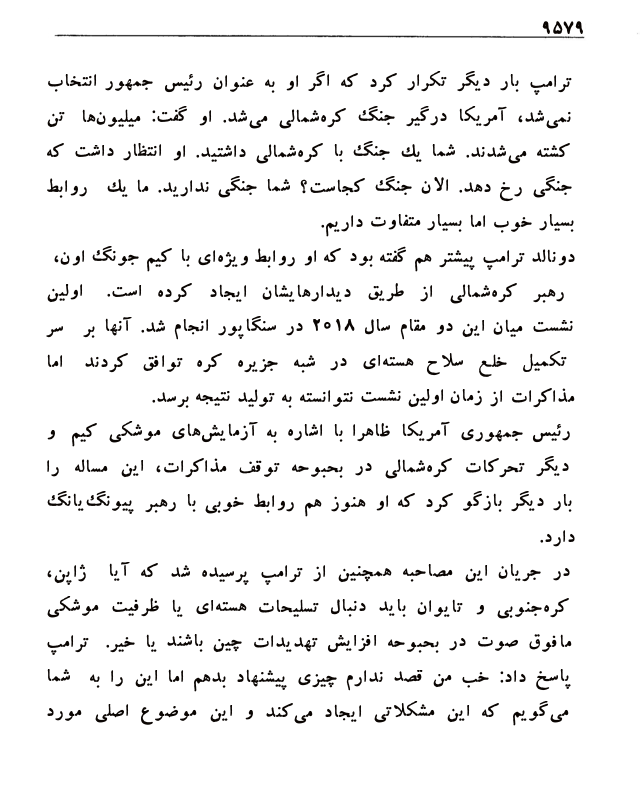 ۹۵۷۹
ترامپ بار دیگر تکرار کرد که اگر او به عنوان رئیس جمهور انتخاب
نمی‌شد، آمریکا درگیر جنگ کره‌شمالی می‌شد. او گفت: میلیون‌ها تن
کشته می‌شدند. شما یك جنگ با کره‌شمالی داشتید. او انتظار داشت که
جنگی رخ دهد. الان جنگ کجاست؟ شما جنگی ندارید. ما یك روابط
بسیار خوب اما بسیار متفاوت داریم.
دونالد ترامپ پیشتر هم گفته بود که او روابط ویژه‌ای با کیم جونگ اون،
رهبر کره‌شمالی از طریق دیدارهایشان ایجاد کرده است. اولین
نشست میان این دو مقام سال ۲۰۱۸ در سنگاپور انجام شد. آنها بر سر
تکمیل خلع سلاح هسته‌ای در شبه جزیره کره توافق کردند اما
مذاکرات از زمان اولین نشست نتوانسته به تولید نتیجه برسد.
رئیس جمهوری آمریکا ظاهرا با اشاره به آزمایش‌های موشکی کیم و
دیگر تحرکات کره‌شمالی در بحبوحه توقف مذاکرات، این مساله را
بار دیگر بازگو کرد که او هنوز هم روابط خوبی با رهبر پیونگ‌یانگ
دارد.
در جریان این مصاحبه همچنین از ترامپ پرسیده شد که آیا ژاپن،
کره‌جنوبی و تایوان باید دنبال تسلیحات هسته‌ای یا ظرفیت موشکی
مافوق صوت در بحبوحه افزایش تهدیدات چین باشند یا خیر. ترامپ
پاسخ داد: خب من قصد ندارم چیزی پیشنهاد بدهم اما این را به شما
می‌گویم که این مشکلاتی ایجاد می‌کند و این موضوع اصلی مورد